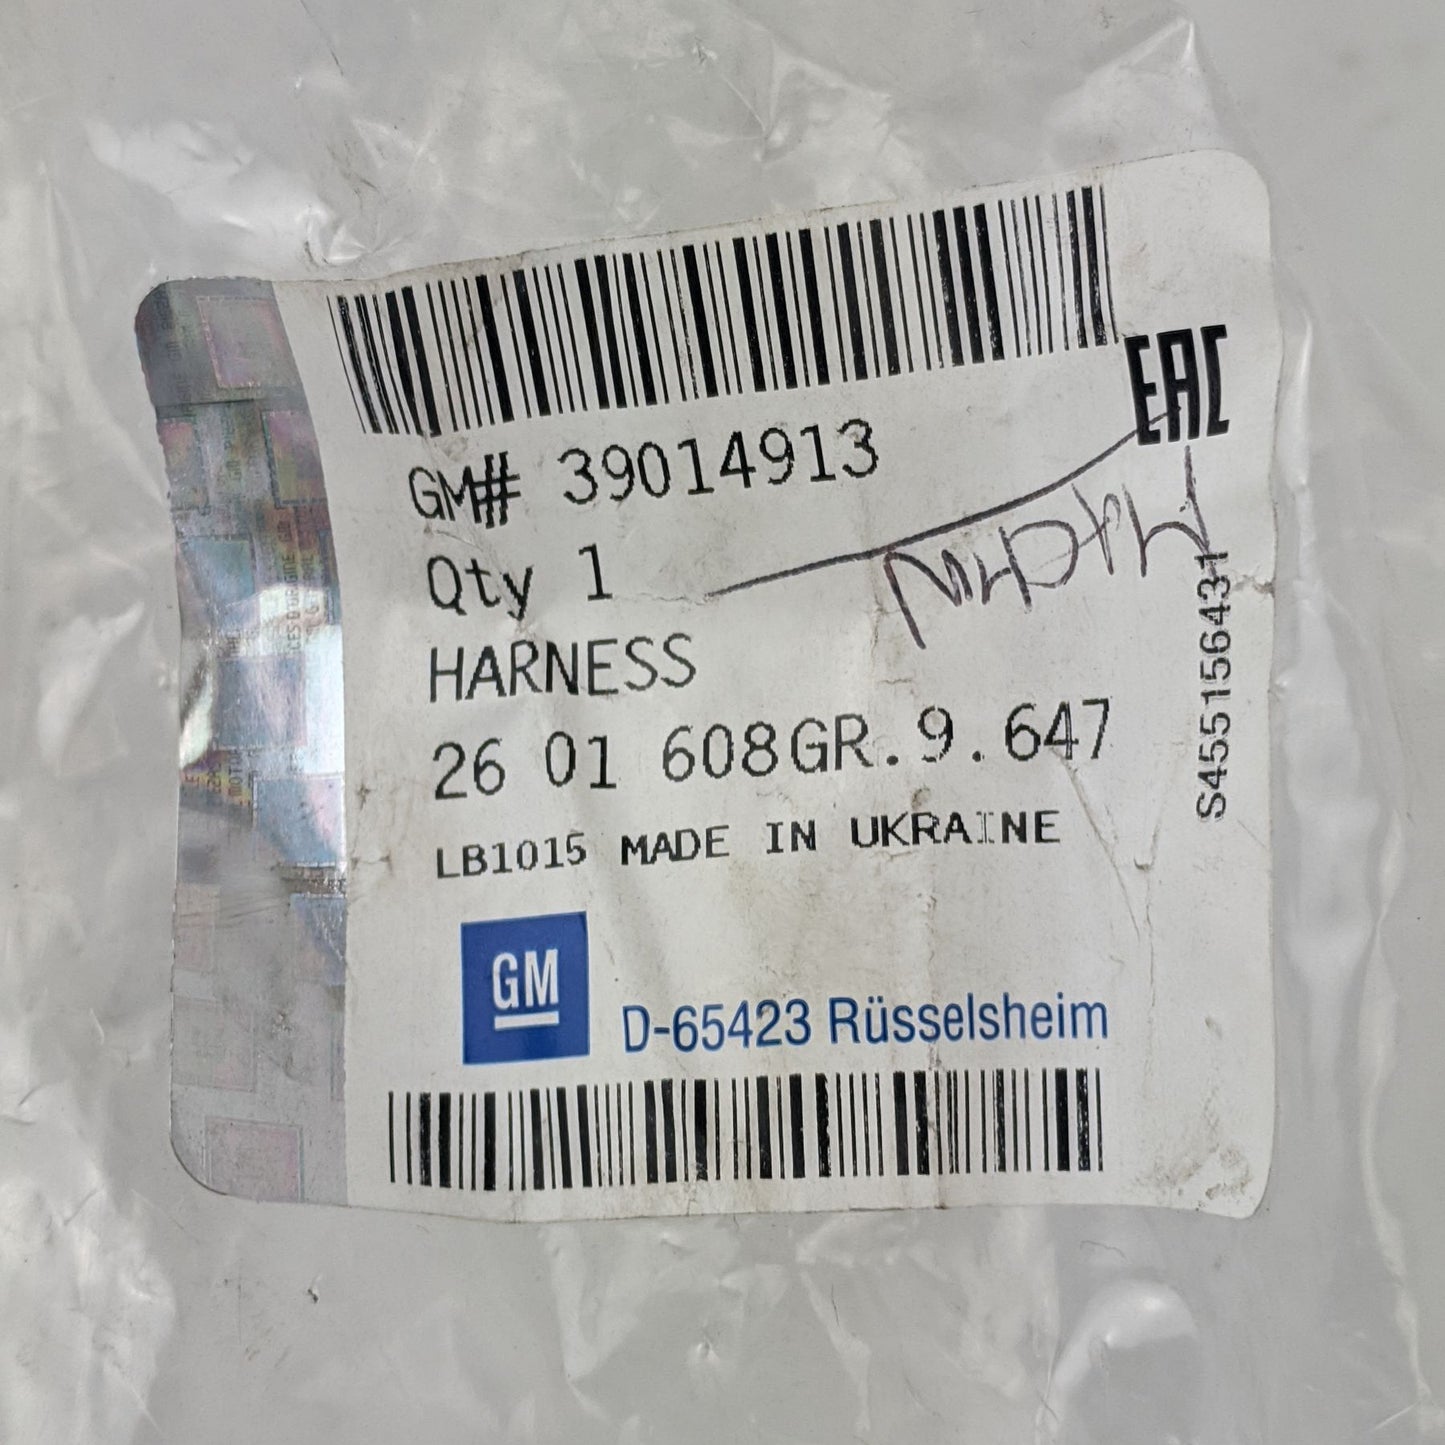 EAC
GM# 39014913
Qty 1
HARNESS
26 01 608GR.9.647
LB1015 MADE IN UKRAINE
S455156431
GM
D-65423 Rüsselsheim